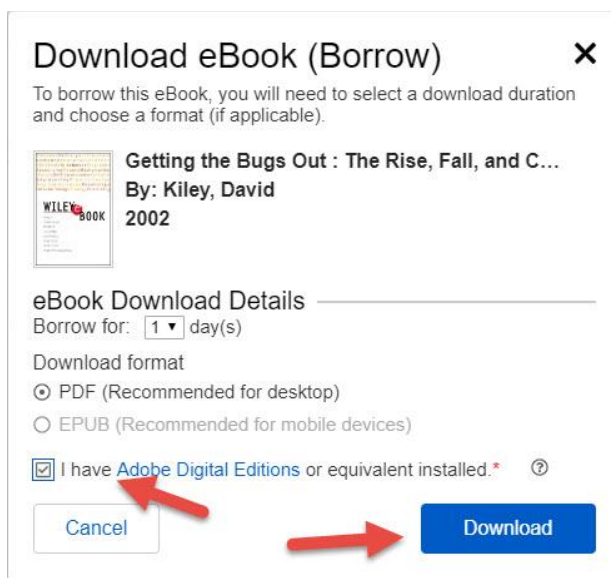 Download eBook (Borrow)
To borrow this eBook, you will need to select a download duration
and choose a format (if applicable).
Getting the Bugs Out : The Rise, Fall, and C...
By: Kiley, David
2002
WILEY
BOOK
eBook Download Details
Borrow for: 1 day(s)
Download format
PDF (Recommended for desktop)
EPUB (Recommended for mobile devices)
I have Adobe Digital Editions or equivalent installed.*
Cancel
Download